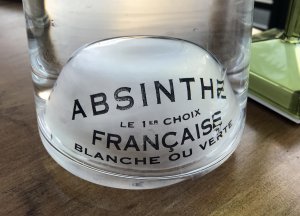 ABSINTHE
LE 1ER CHOIX
FRANÇAISE
BLANCHE OU VERTE